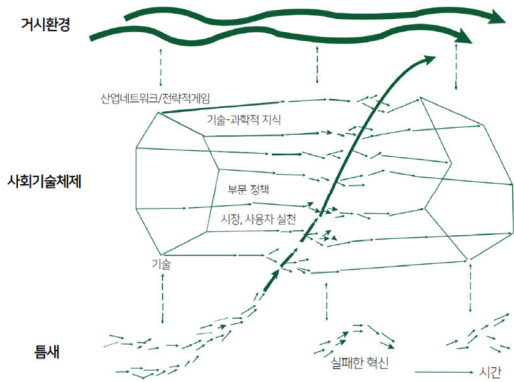 거시환경
산업네트워크/전략적게임
기술-과학적 지식
사회기술체제
부문 정책
시장, 사용자 실천
기술
틈새
실패한 혁신
시간